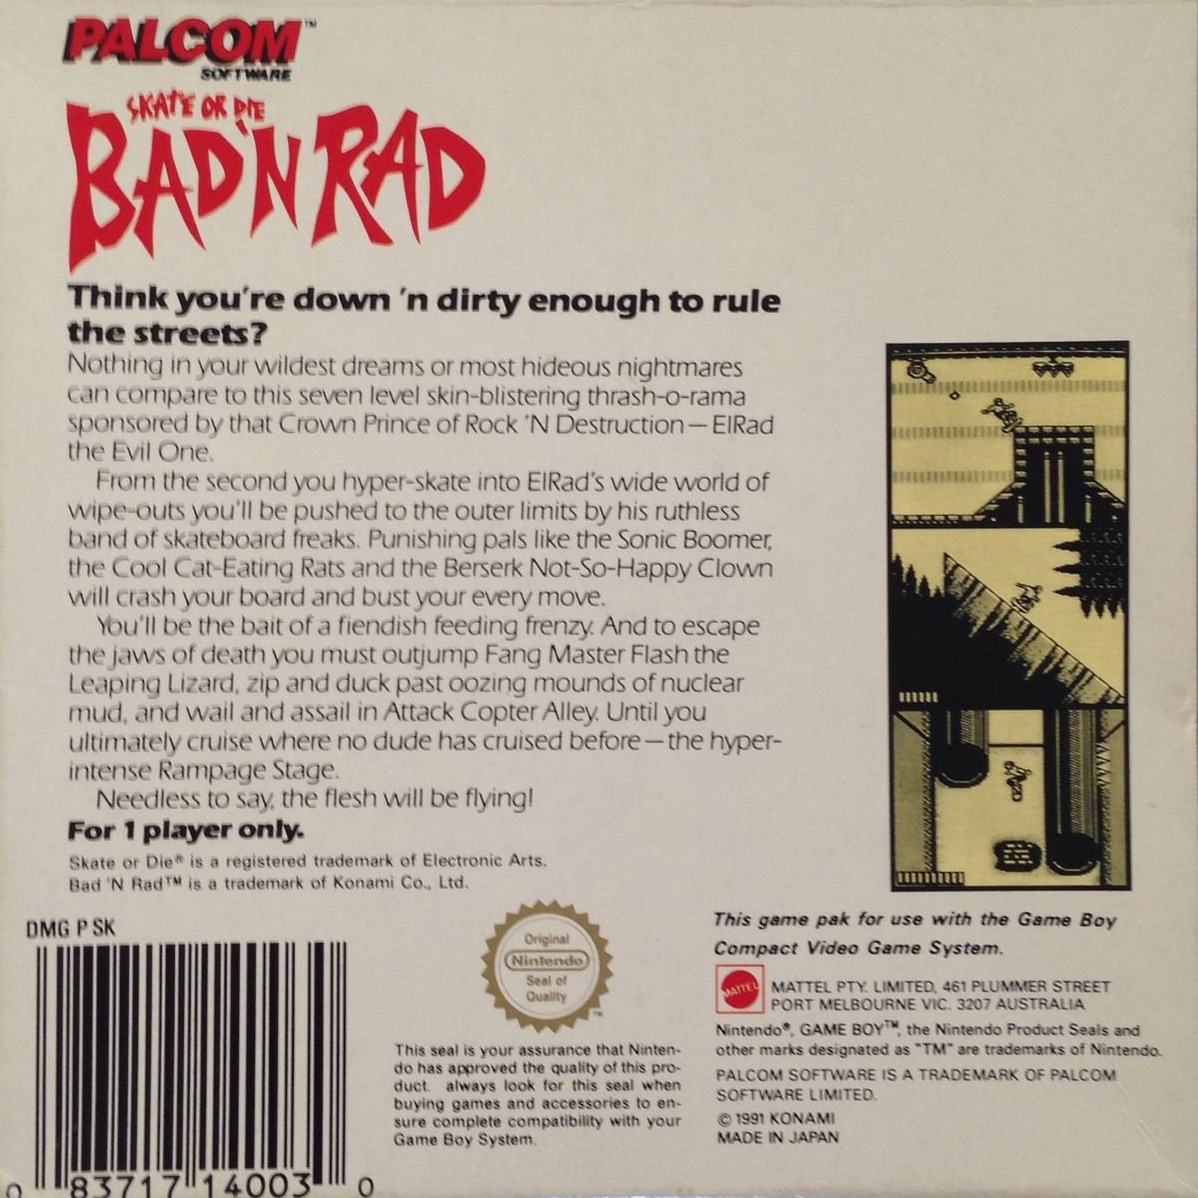 PALCOM™
SOFTWARE
SKATE OR DIE
BAD'N RAD
Think you're down 'n dirty enough to rule
the streets?
Nothing in your wildest dreams or most hideous nightmares
can compare to this seven level skin-blistering thrash-o-rama
sponsored by that Crown Prince of Rock 'N Destruction — ElRad
the Evil One.
From the second you hyper-skate into ElRad's wide world of
wipe-outs you'll be pushed to the outer limits by his ruthless
band of skateboard freaks. Punishing pals like the Sonic Boomer,
the Cool Cat-Eating Rats and the Berserk Not-So-Happy Clown
will crash your board and bust your every move.
You'll be the bait of a fiendish feeding frenzy. And to escape
the jaws of death you must outjump Fang Master Flash the
Leaping Lizard, zip and duck past oozing mounds of nuclear
mud, and wail and assail in Attack Copter Alley. Until you
ultimately cruise where no dude has cruised before — the hyper-
intense Rampage Stage.
Needless to say, the flesh will be flying!
For 1 player only.
Skate or Die® is a registered trademark of Electronic Arts.
Bad 'N Rad™ is a trademark of Konami Co., Ltd.
DMG P SK
0 83717 14003 0
Original
Nintendo
Seal of
Quality
™
This seal is your assurance that Ninten-
do has approved the quality of this pro-
duct. always look for this seal when
buying games and accessories to en-
sure complete compatibility with your
Game Boy System.
This game pak for use with the Game Boy
Compact Video Game System.
MATTEL
MATTEL PTY. LIMITED, 461 PLUMMER STREET
PORT MELBOURNE VIC. 3207 AUSTRALIA
Nintendo®, GAME BOY™, the Nintendo Product Seals and
other marks designated as "TM" are trademarks of Nintendo.
PALCOM SOFTWARE IS A TRADEMARK OF PALCOM
SOFTWARE LIMITED.
© 1991 KONAMI
MADE IN JAPAN